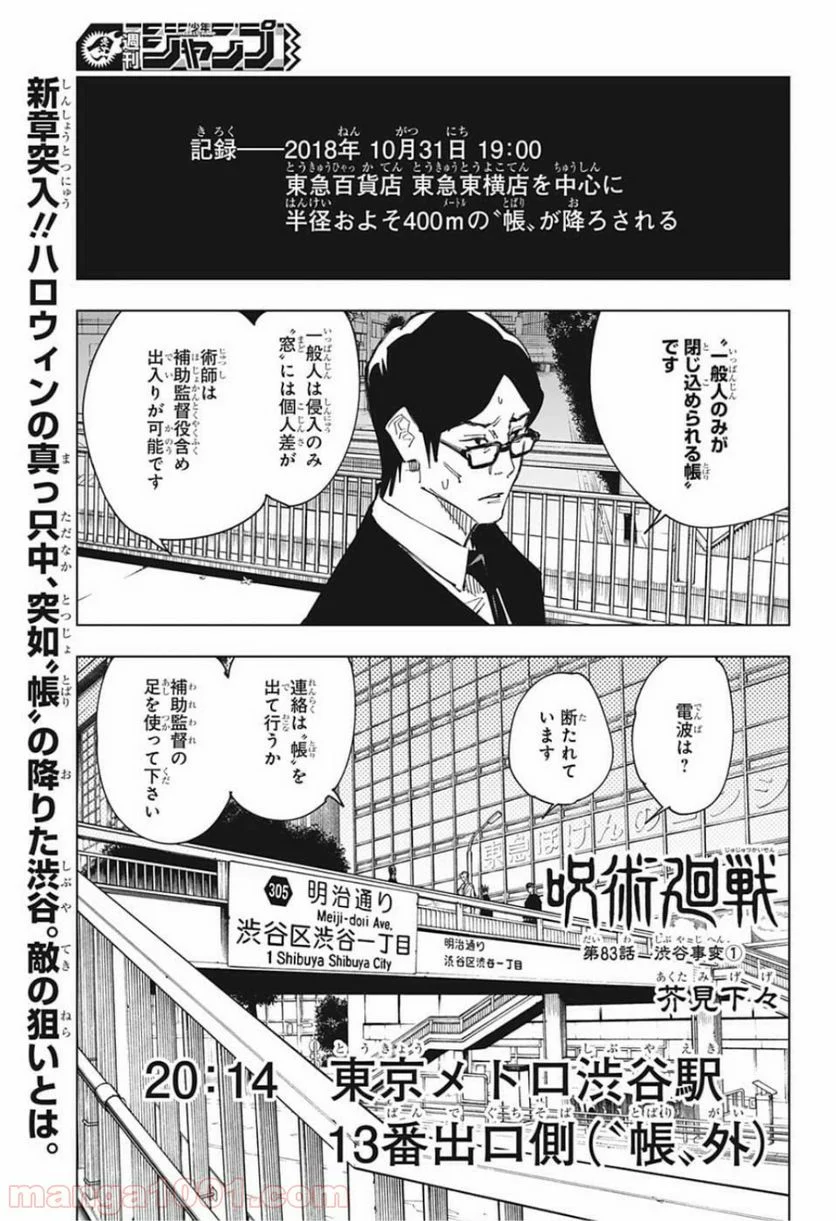 週刊少年ジャンプ
新章突入!!ハロウィンの真っ只中、突如〝帳〟の降りた渋谷。敵の狙いとは。
記録――2018年 10月31日 19:00
東急百貨店 東急東横店を中心に
半径およそ400mの〝帳〟が降ろされる
〝一般人のみが
閉じ込められる帳〟
です
一般人は侵入のみ
〝窓〟には個人差が
術師は
補助監督役含め
出入りが可能です
電波は?
断たれて
います
連絡は〝帳〟を
出て行うか
補助監督の
足を使って下さい
東急ほけんのコンシ
305
明治通り
Meiji-doii Ave.
渋谷区渋谷一丁目
1 Shibuya Shibuya City
明治通り
渋谷区渋谷一丁目
呪術廻戦
第83話 渋谷事変①
芥見下々
20:14 東京メトロ渋谷駅
13番出口側(〝帳〟外)
manga1001.com